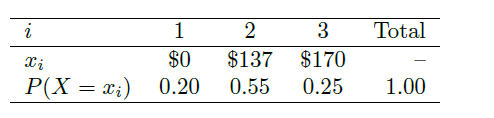 i 1 2 3 Total
xᵢ $0 $137 $170 –
P(X = xᵢ) 0.20 0.55 0.25 1.00